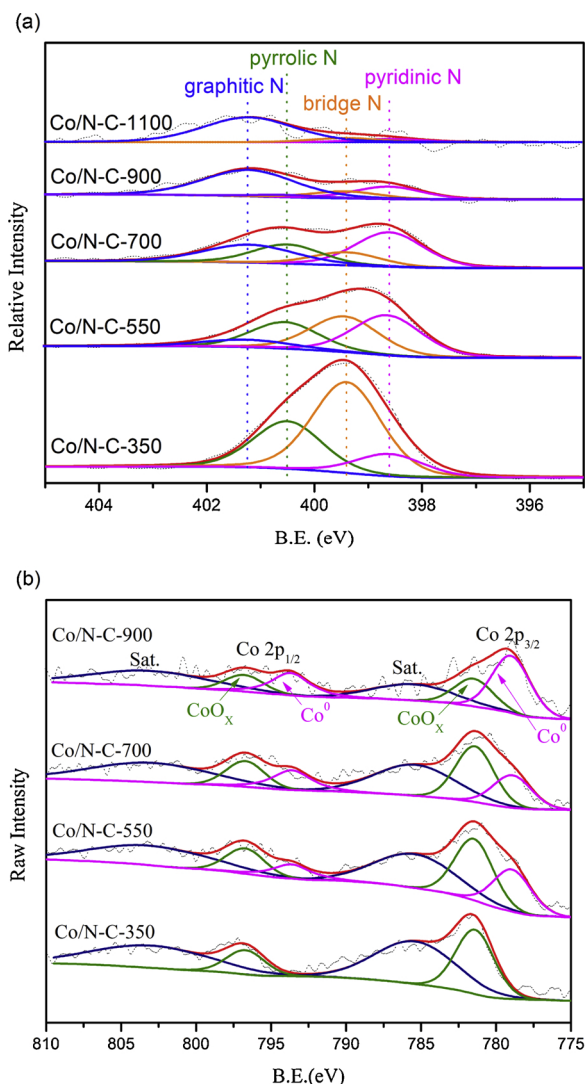 (a)
pyrrolic N
graphitic N
pyridinic N
bridge N
Co/N-C-1100
Co/N-C-900
Co/N-C-700
Co/N-C-550
Co/N-C-350
Relative Intensity
404 402 400 398 396
B.E. (eV)
(b)
Co/N-C-900
Sat.
Co 2p1/2
Sat.
Co 2p3/2
CoOX
Co0
CoOX
Co0
Co/N-C-700
Co/N-C-550
Co/N-C-350
Raw Intensity
810 805 800 795 790 785 780 775
B.E.(eV)